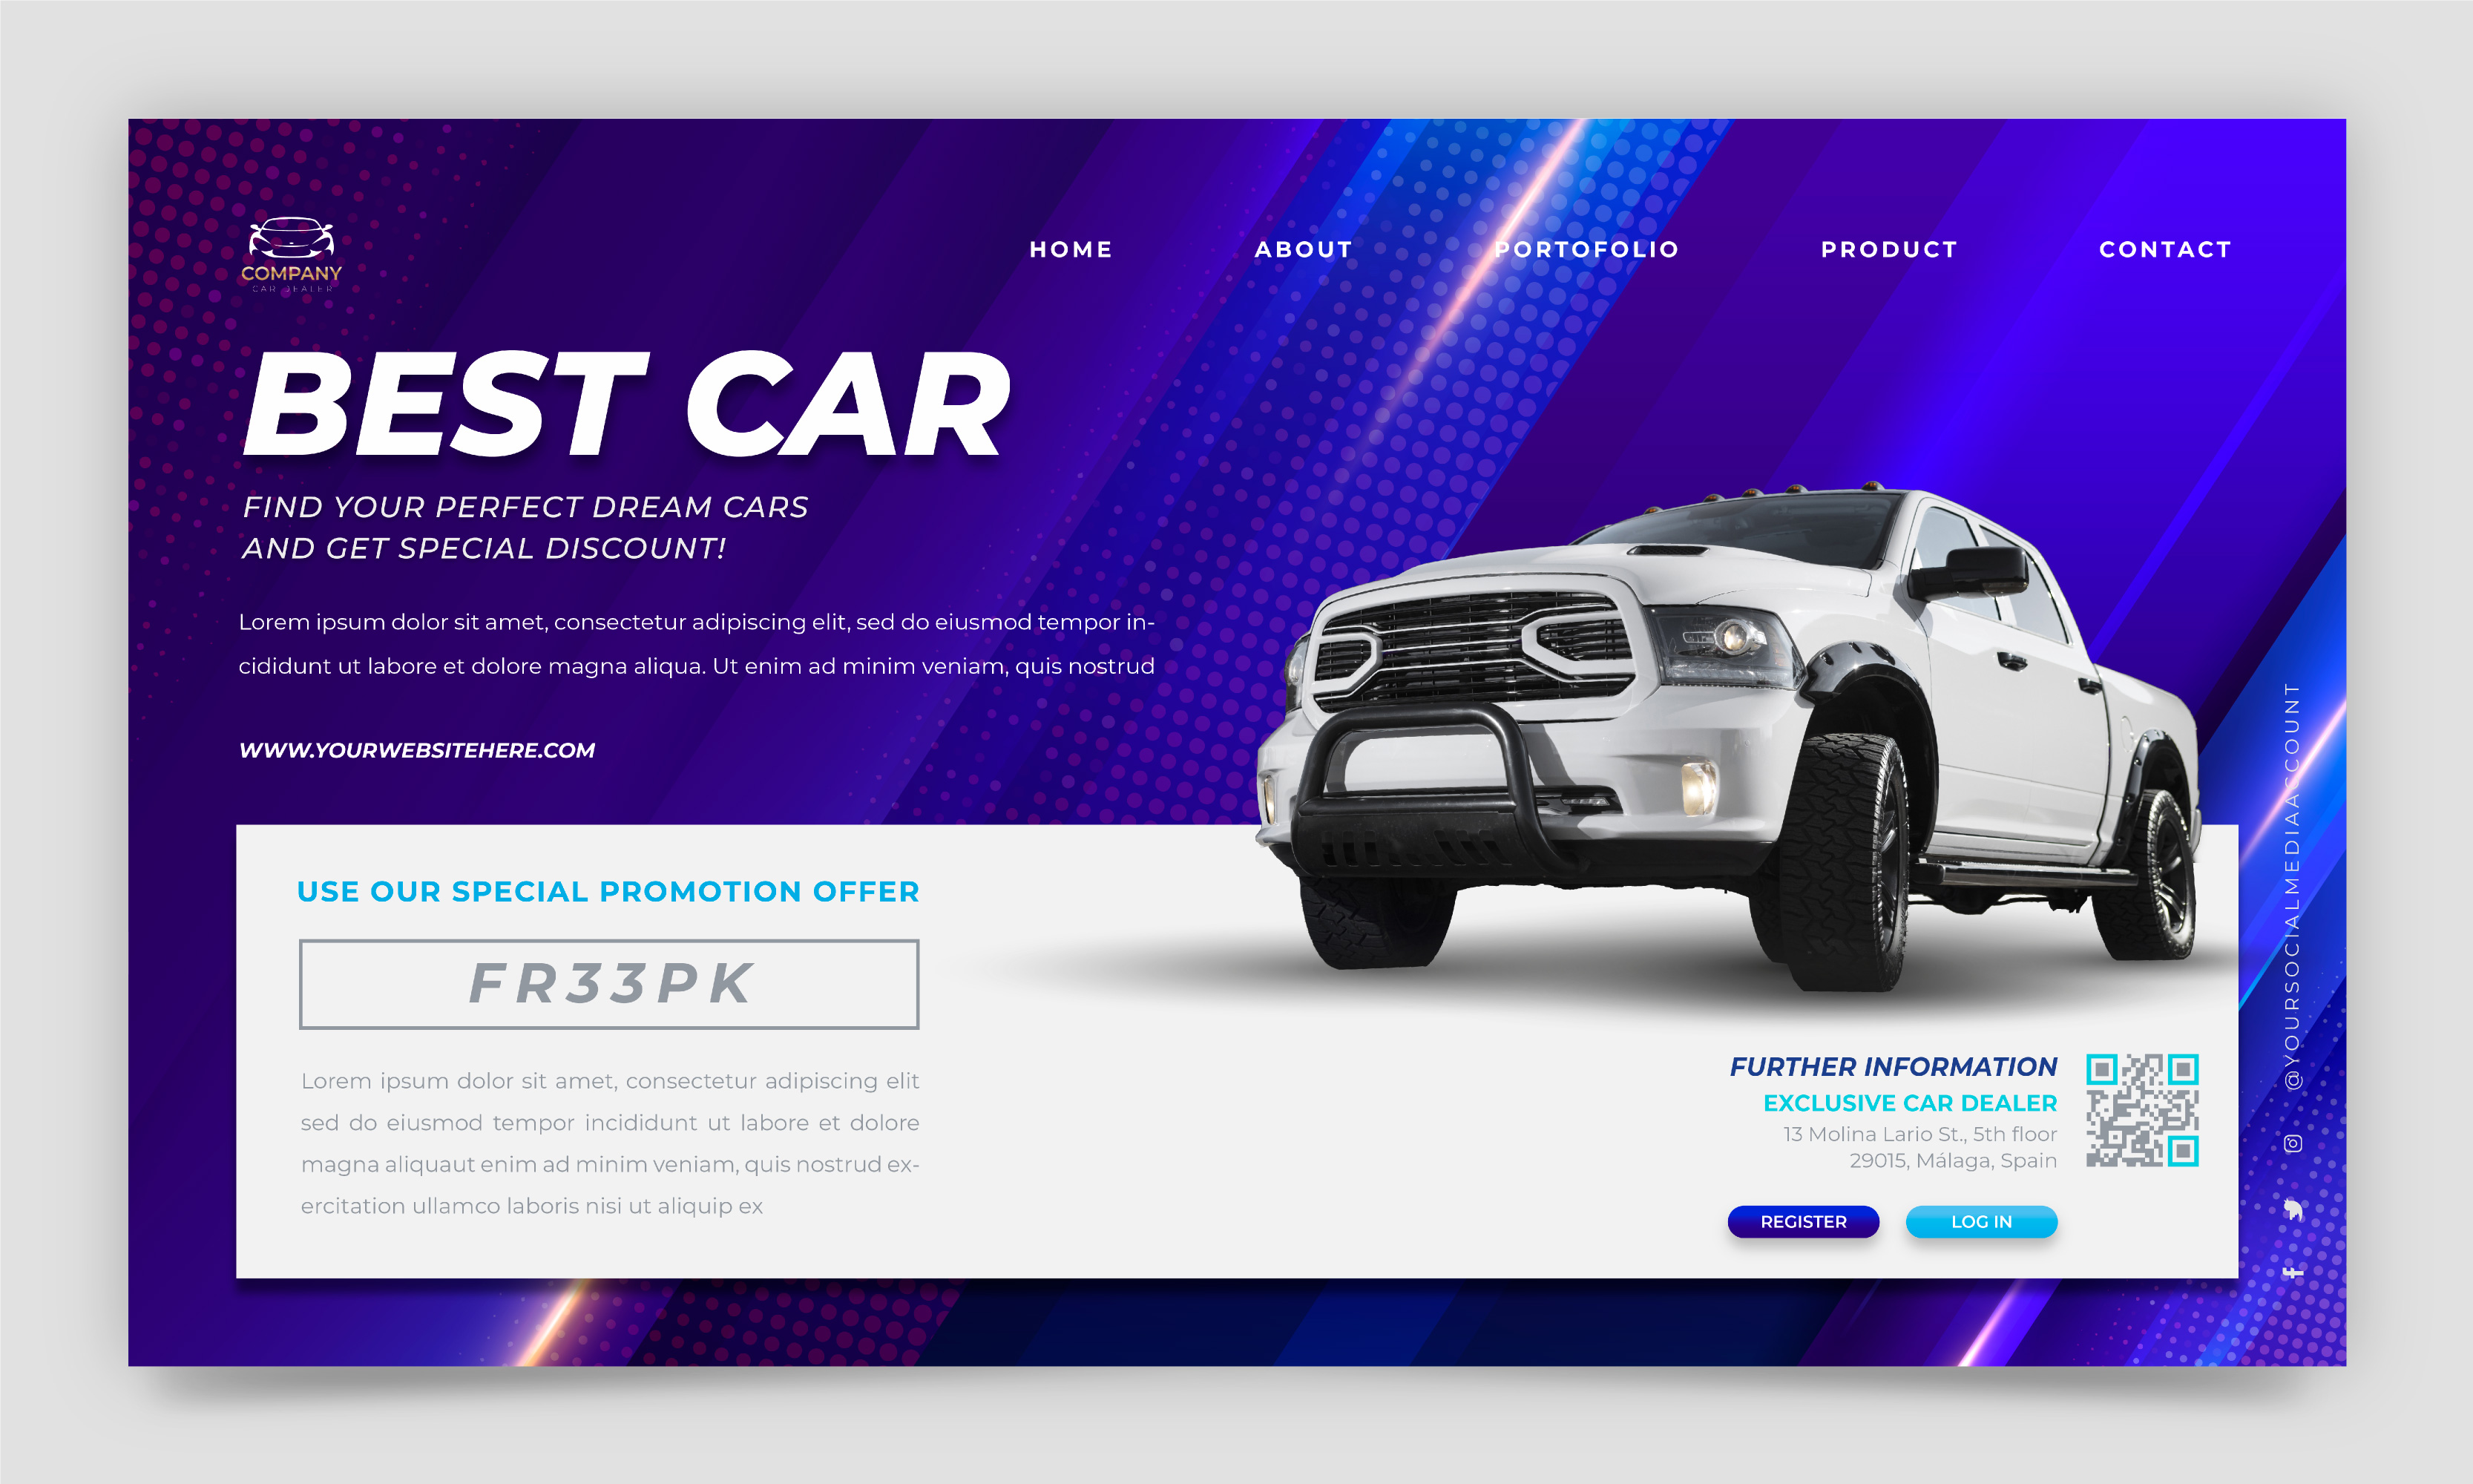 COMPANY
CAR DEALER
HOME
ABOUT
PORTOFOLIO
PRODUCT
CONTACT
BEST CAR
FIND YOUR PERFECT DREAM CARS
AND GET SPECIAL DISCOUNT!
Lorem ipsum dolor sit amet, consectetur adipiscing elit, sed do eiusmod tempor in-
cididunt ut labore et dolore magna aliqua. Ut enim ad minim veniam, quis nostrud
WWW.YOURWEBSITEHERE.COM
USE OUR SPECIAL PROMOTION OFFER
FR33PK
Lorem ipsum dolor sit amet, consectetur adipiscing elit
sed do eiusmod tempor incididunt ut labore et dolore
magna aliquaut enim ad minim veniam, quis nostrud ex-
ercitation ullamco laboris nisi ut aliquip ex
FURTHER INFORMATION
EXCLUSIVE CAR DEALER
13 Molina Lario St., 5th floor
29015, Málaga, Spain
REGISTER
LOG IN
@YOURSOCIALMEDIAACCOUNT